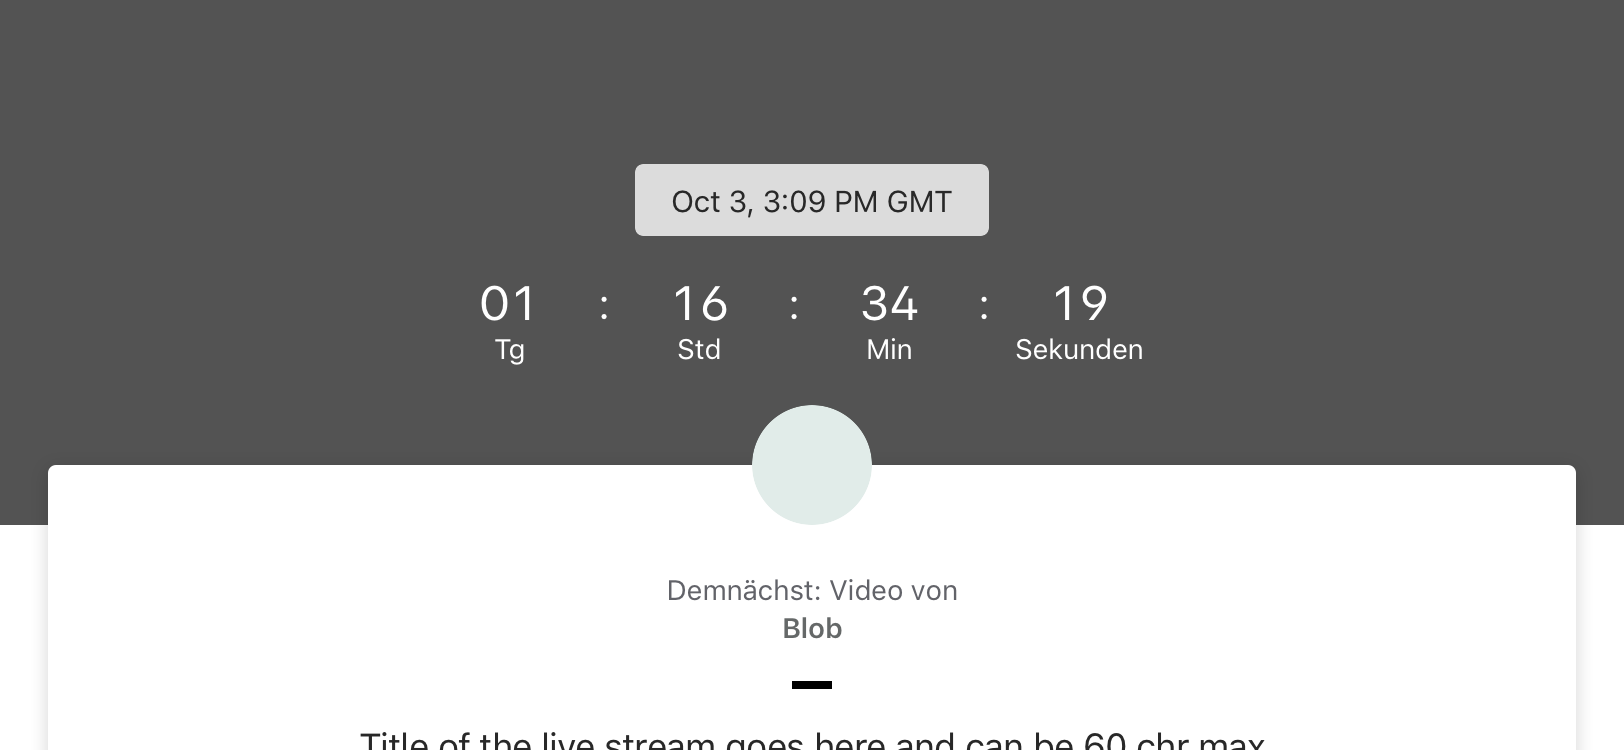 Oct 3, 3:09 PM GMT
01 : 16 : 34 : 19
Tg Std Min Sekunden
Demnächst: Video von
Blob
Title of the live stream goes here and can be 60 chr max